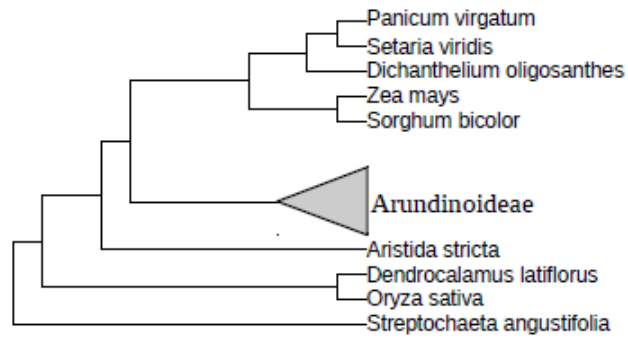 Panicum virgatum
Setaria viridis
Dichanthelium oligosanthes
Zea mays
Sorghum bicolor
Arundinoideae
Aristida stricta
Dendrocalamus latiflorus
Oryza sativa
Streptochaeta angustifolia